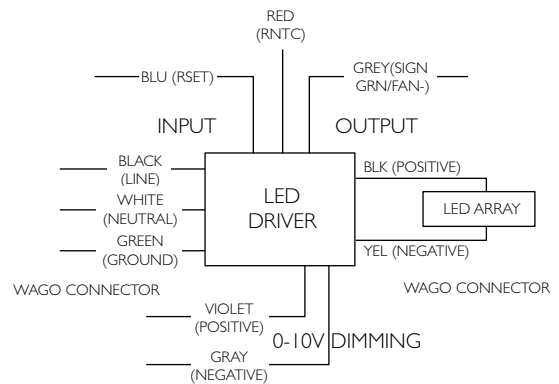 RED
(RNTC)
BLU (RSET)
GREY(SIGN
GRN/FAN-)
INPUT
OUTPUT
BLACK
(LINE)
WHITE
(NEUTRAL)
GREEN
(GROUND)
LED
DRIVER
BLK (POSITIVE)
LED ARRAY
YEL (NEGATIVE)
WAGO CONNECTOR
WAGO CONNECTOR
VIOLET
(POSITIVE)
0-10V DIMMING
GRAY
(NEGATIVE)